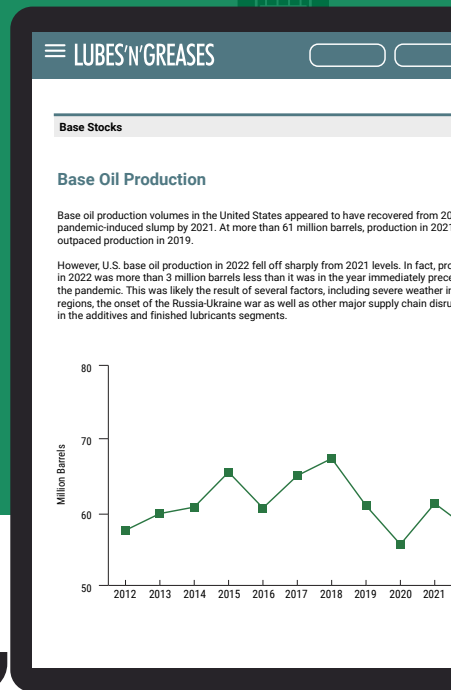 LUBES'N'GREASES
Base Stocks
Base Oil Production
Base oil production volumes in the United States appeared to have recovered from
pandemic-induced slump by 2021. At more than 61 million barrels, production in 2021
outpaced production in 2019.
However, U.S. base oil production in 2022 fell off sharply from 2021 levels. In fact,
in 2022 was more than 3 million barrels less than it was in the year immediately
the pandemic. This was likely the result of several factors, including severe weather
regions, the onset of the Russia-Ukraine war as well as other major supply chain
in the additives and finished lubricants segments.
80
70
60
50
Million Barrels
2012 2013 2014 2015 2016 2017 2018 2019 2020 2021